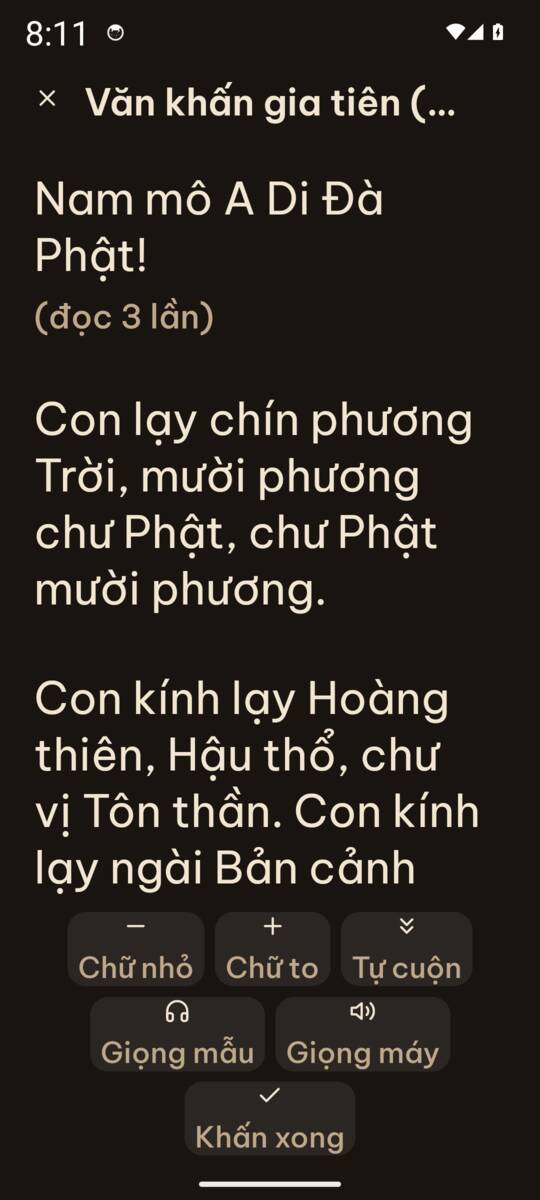 8:11
Văn khấn gia tiên (...
Nam mô A Di Đà
Phật!
(đọc 3 lần)
Con lạy chín phương
Trời, mười phương
chư Phật, chư Phật
mười phương.
Con kính lạy Hoàng
thiên, Hậu thổ, chư
vị Tôn thần. Con kính
lạy ngài Bản cảnh
Chữ nhỏ
Chữ to
Tự cuộn
Giọng mẫu
Giọng máy
Khấn xong